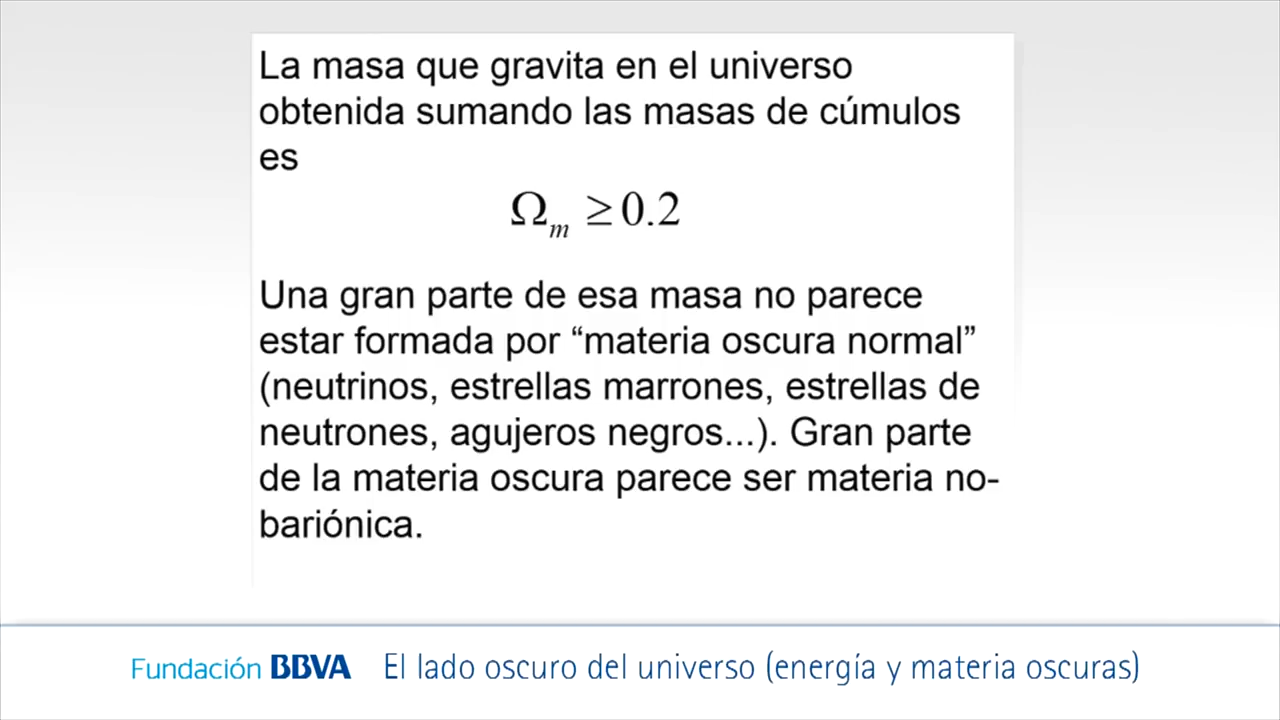 La masa que gravita en el universo
obtenida sumando las masas de cúmulos
es
Ωm ≥ 0.2
Una gran parte de esa masa no parece
estar formada por “materia oscura normal”
(neutrinos, estrellas marrones, estrellas de
neutrones, agujeros negros...). Gran parte
de la materia oscura parece ser materia no-
bariónica.
Fundación BBVA El lado oscuro del universo (energía y materia oscuras)